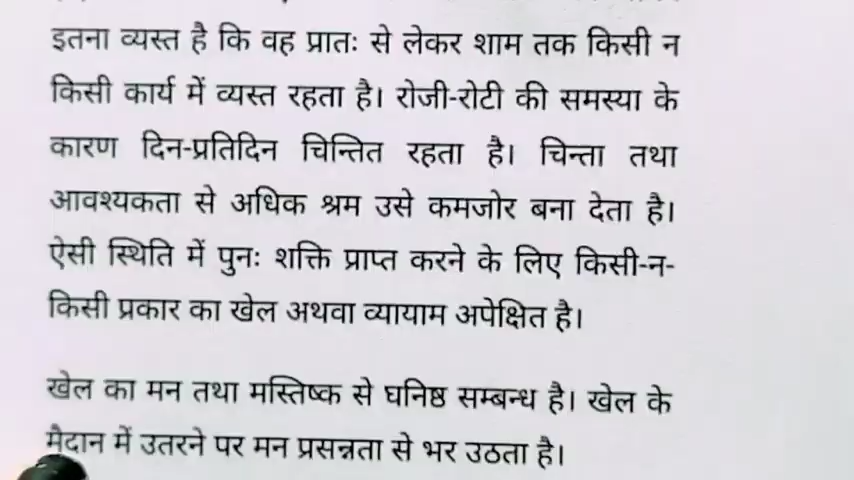 इतना व्यस्त है कि वह प्रातः से लेकर शाम तक किसी न
किसी कार्य में व्यस्त रहता है। रोजी-रोटी की समस्या के
कारण दिन-प्रतिदिन चिन्तित रहता है। चिन्ता तथा
आवश्यकता से अधिक श्रम उसे कमजोर बना देता है।
ऐसी स्थिति में पुनः शक्ति प्राप्त करने के लिए किसी-न-
किसी प्रकार का खेल अथवा व्यायाम अपेक्षित है।
खेल का मन तथा मस्तिष्क से घनिष्ठ सम्बन्ध है। खेल के
मैदान में उतरने पर मन प्रसन्नता से भर उठता है।